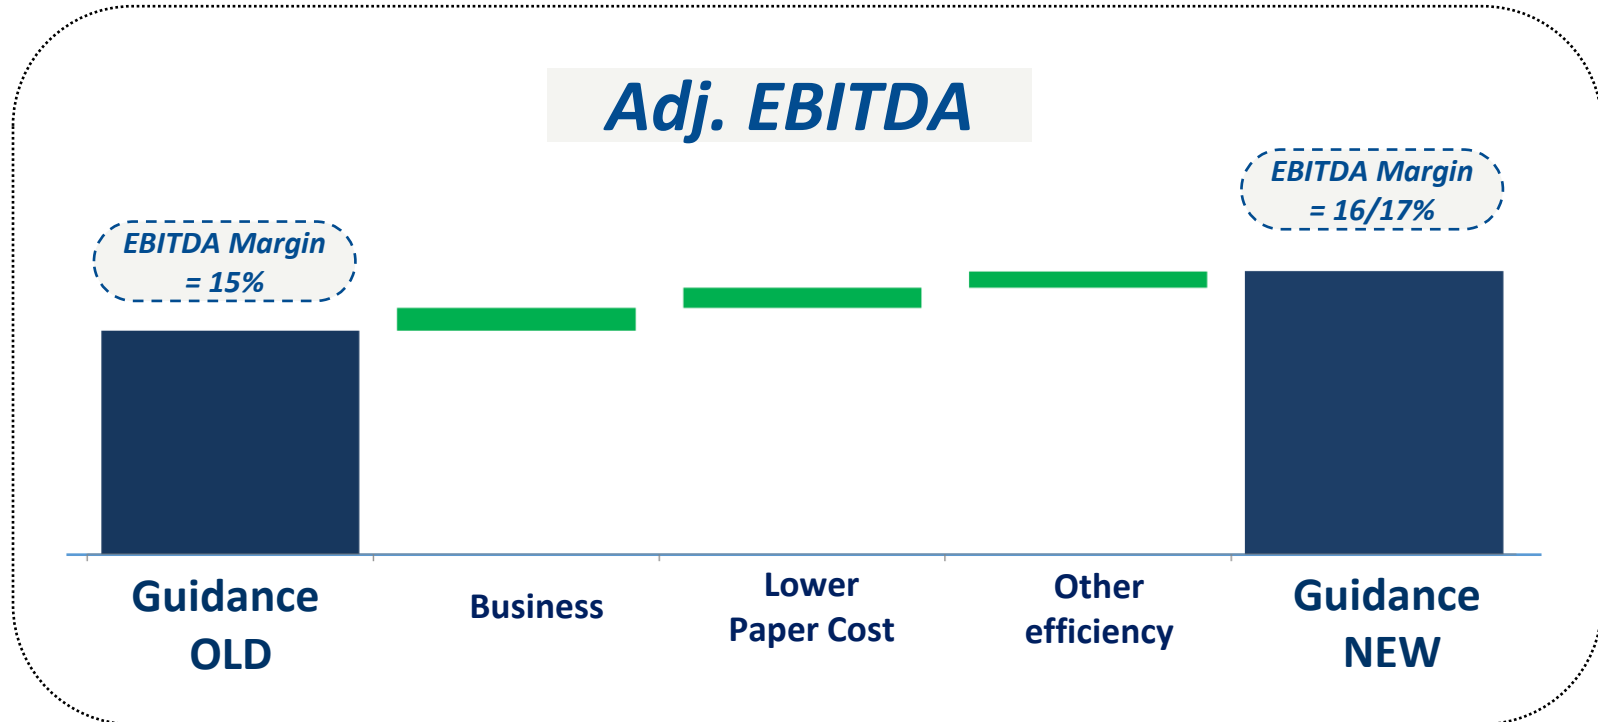 Adj. EBITDA
EBITDA Margin
= 15%
EBITDA Margin
= 16/17%
Guidance
OLD
Business
Lower
Paper Cost
Other
efficiency
Guidance
NEW